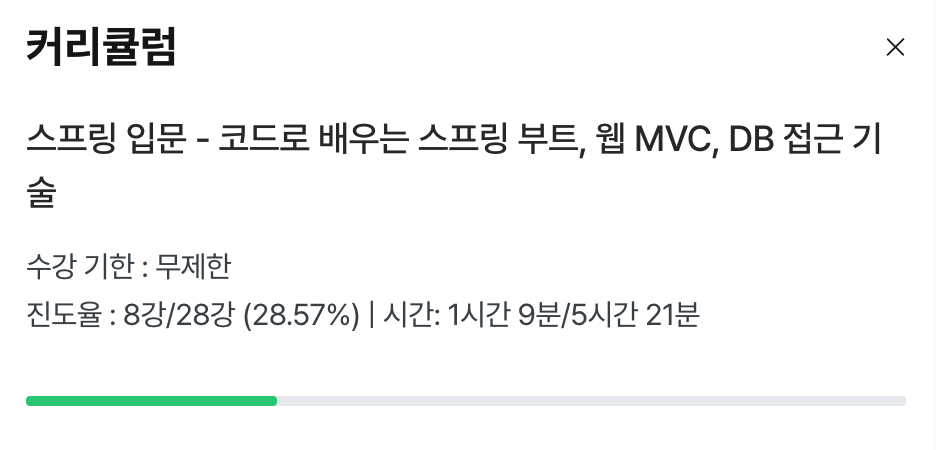 커리큘럼
스프링 입문 - 코드로 배우는 스프링 부트, 웹 MVC, DB 접근 기
술
수강 기한 : 무제한
진도율 : 8강/28강 (28.57%) | 시간: 1시간 9분/5시간 21분